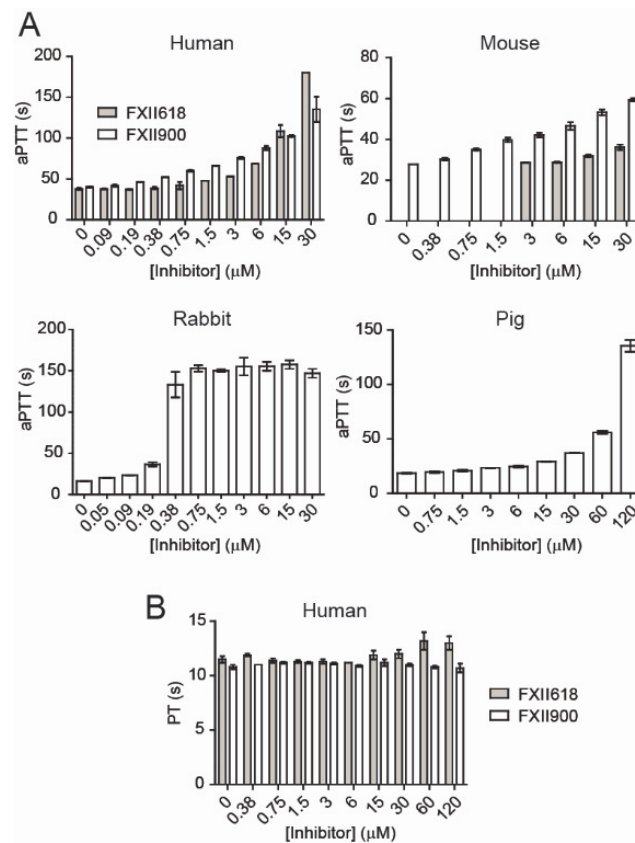 A
Human
Mouse
aPTT (s)
200
150
100
50
0
FXII618
FXII900
0 0.09 0.19 0.38 0.75 1.5 3 6 15 30
[Inhibitor] (μM)
aPTT (s)
80
60
40
20
0
0 0.38 0.75 1.5 3 6 15 30
[Inhibitor] (μM)
Rabbit
Pig
aPTT (s)
200
150
100
50
0
0 0.05 0.09 0.19 0.38 0.75 1.5 3 6 15 30
[Inhibitor] (μM)
aPTT (s)
150
100
50
0
0 0.75 1.5 3 6 15 30 60 120
[Inhibitor] (μM)
B
Human
PT (s)
15
10
5
0
0 0.38 0.75 1.5 3 6 15 30 60 120
[Inhibitor] (μM)
FXII618
FXII900